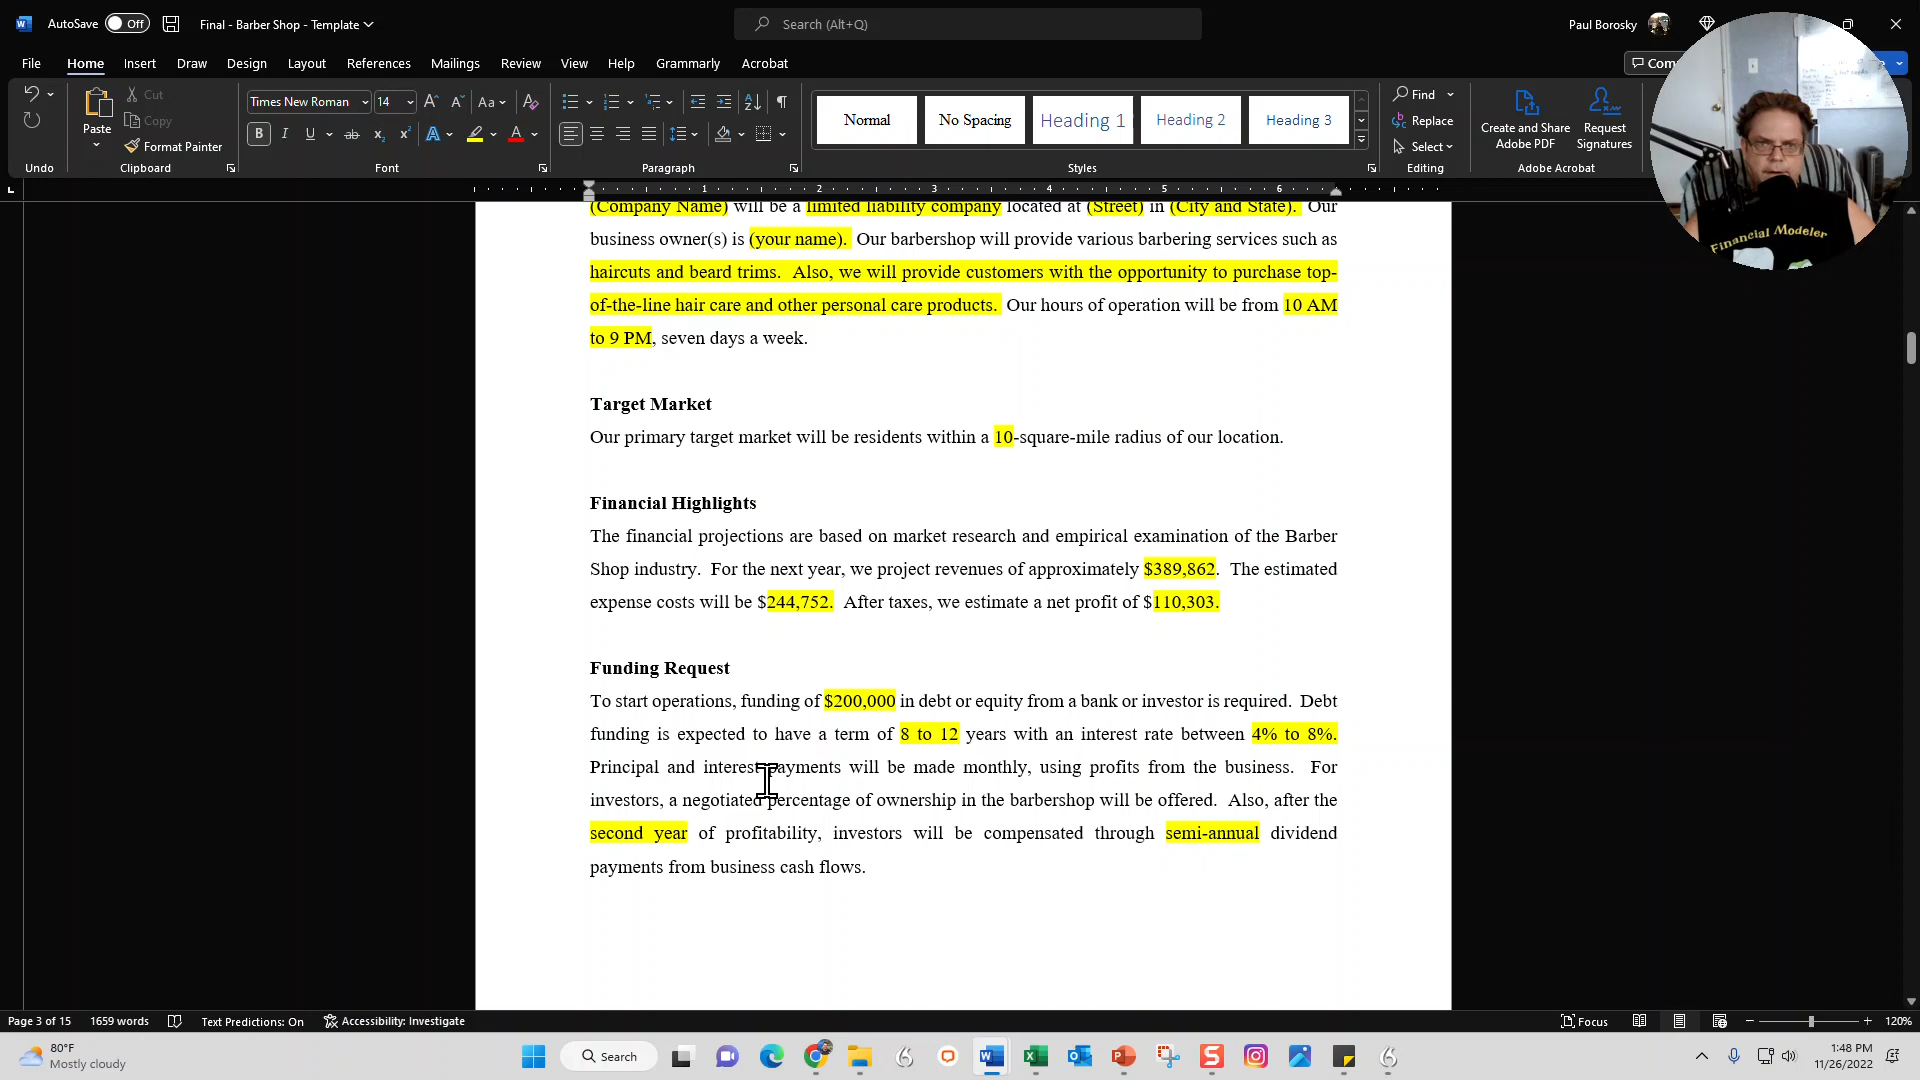 AutoSave Off Final - Barber Shop - Template Search (Alt+Q) Paul Borosky
File Home Insert Draw Design Layout References Mailings Review View Help Grammarly Acrobat Com
Paste Cut Copy Format Painter
Times New Roman 14 Aa
B I U ab x₂ x² A A
Normal No Spacing Heading 1 Heading 2 Heading 3
Find Replace Select
Create and Share Adobe PDF Request Signatures
Undo Clipboard Font Paragraph Styles Editing Adobe Acrobat
1 2 3 4 5 6
Financial Modeler
(Company Name) will be a limited liability company located at (Street) in (City and State). Our
business owner(s) is (your name). Our barbershop will provide various barbering services such as
haircuts and beard trims. Also, we will provide customers with the opportunity to purchase top-
of-the-line hair care and other personal care products. Our hours of operation will be from 10 AM
to 9 PM, seven days a week.
Target Market
Our primary target market will be residents within a 10-square-mile radius of our location.
Financial Highlights
The financial projections are based on market research and empirical examination of the Barber
Shop industry. For the next year, we project revenues of approximately $389,862. The estimated
expense costs will be $244,752. After taxes, we estimate a net profit of $110,303.
Funding Request
To start operations, funding of $200,000 in debt or equity from a bank or investor is required. Debt
funding is expected to have a term of 8 to 12 years with an interest rate between 4% to 8%.
Principal and interest payments will be made monthly, using profits from the business. For
investors, a negotiated percentage of ownership in the barbershop will be offered. Also, after the
second year of profitability, investors will be compensated through semi-annual dividend
payments from business cash flows.
Page 3 of 15 1659 words Text Predictions: On Accessibility: Investigate Focus 120%
80°F
Mostly cloudy
Search
1:48 PM
11/26/2022